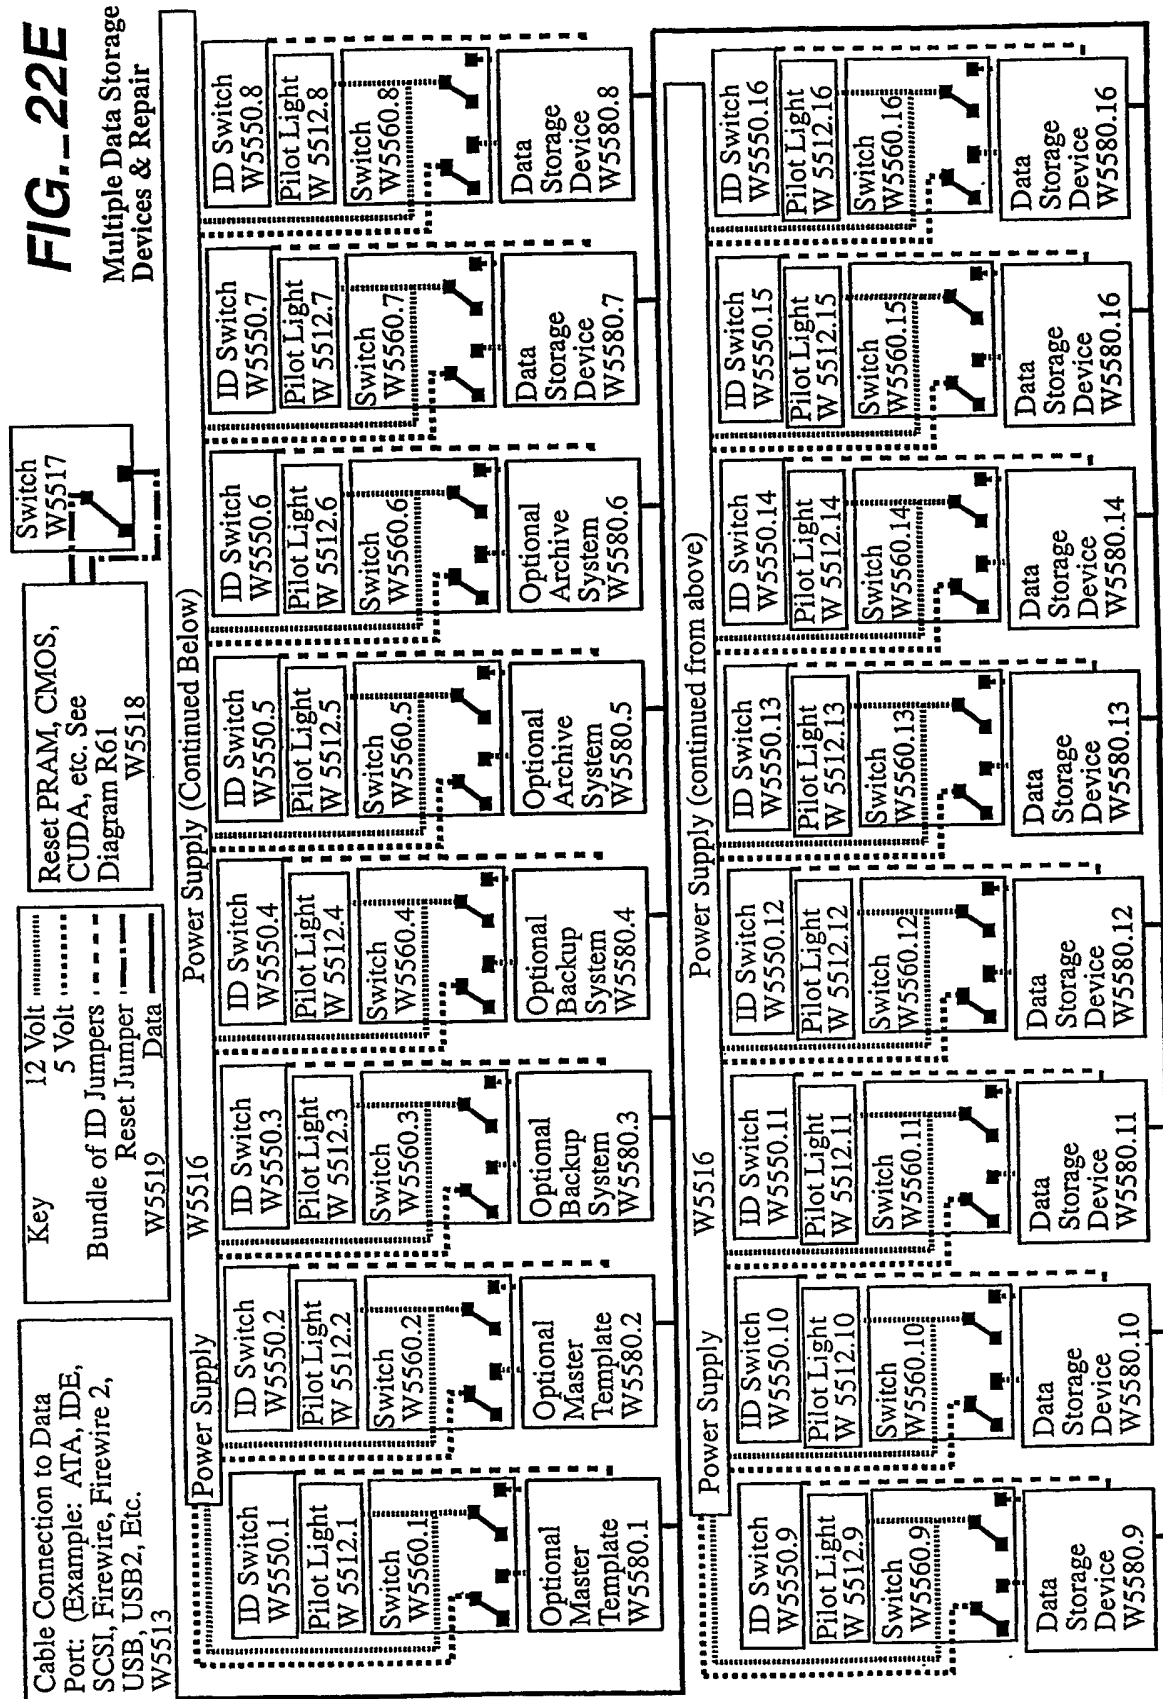 FIG._22E
Multiple Data Storage
Devices & Repair
Cable Connection to Data
Port: (Example: ATA, IDE,
SCSI, Firewire, Firewire 2,
USB, USB2, Etc.
W5513
Key
12 Volt
5 Volt
Bundle of ID Jumpers
Reset Jumper
W5519
Data
Reset PRAM, CMOS,
CUDA, etc. See
Diagram R61
W5518
Switch
W5517
Power Supply
W5516
Power Supply (Continued Below)
ID Switch
W5550.1
Pilot Light
W 5512.1
Switch
W5560.1
Optional
Master
Template
W5580.1
ID Switch
W5550.2
Pilot Light
W 5512.2
Switch
W5560.2
Optional
Master
Template
W5580.2
ID Switch
W5550.3
Pilot Light
W 5512.3
Switch
W5560.3
Optional
Backup
System
W5580.3
ID Switch
W5550.4
Pilot Light
W 5512.4
Switch
W5560.4
Optional
Backup
System
W5580.4
ID Switch
W5550.5
Pilot Light
W 5512.5
Switch
W5560.5
Optional
Archive
System
W5580.5
ID Switch
W5550.6
Pilot Light
W 5512.6
Switch
W5560.6
Optional
Archive
System
W5580.6
ID Switch
W5550.7
Pilot Light
W 5512.7
Switch
W5560.7
Data
Storage
Device
W5580.7
ID Switch
W5550.8
Pilot Light
W 5512.8
Switch
W5560.8
Data
Storage
Device
W5580.8
Power Supply
W5516
Power Supply (continued from above)
ID Switch
W5550.9
Pilot Light
W 5512.9
Switch
W5560.9
Data
Storage
Device
W5580.9
ID Switch
W5550.10
Pilot Light
W 5512.10
Switch
W5560.10
Data
Storage
Device
W5580.10
ID Switch
W5550.11
Pilot Light
W 5512.11
Switch
W5560.11
Data
Storage
Device
W5580.11
ID Switch
W5550.12
Pilot Light
W 5512.12
Switch
W5560.12
Data
Storage
Device
W5580.12
ID Switch
W5550.13
Pilot Light
W 5512.13
Switch
W5560.13
Data
Storage
Device
W5580.13
ID Switch
W5550.14
Pilot Light
W 5512.14
Switch
W5560.14
Data
Storage
Device
W5580.14
ID Switch
W5550.15
Pilot Light
W 5512.15
Switch
W5560.15
Data
Storage
Device
W5580.16
ID Switch
W5550.16
Pilot Light
W 5512.16
Switch
W5560.16
Data
Storage
Device
W5580.16